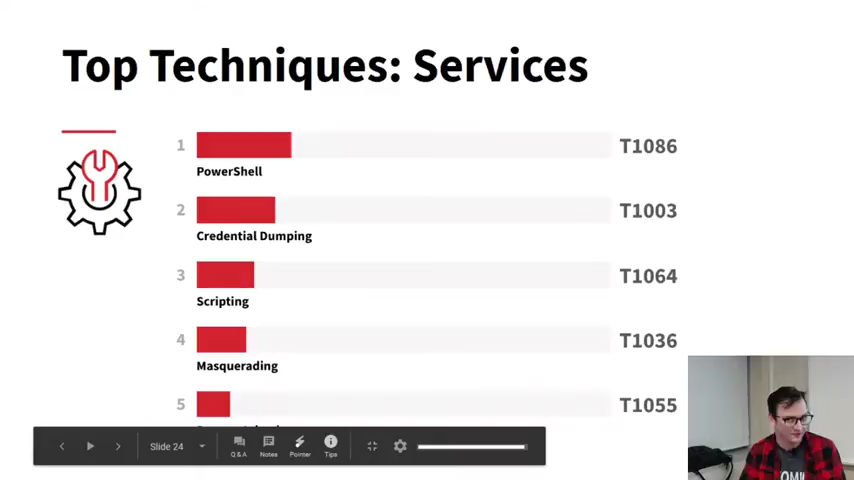 Top Techniques: Services
1 T1086
PowerShell
2 T1003
Credential Dumping
3 T1064
Scripting
4 T1036
Masquerading
5 T1055
Slide 24
Q & A Notes Pointer Tips